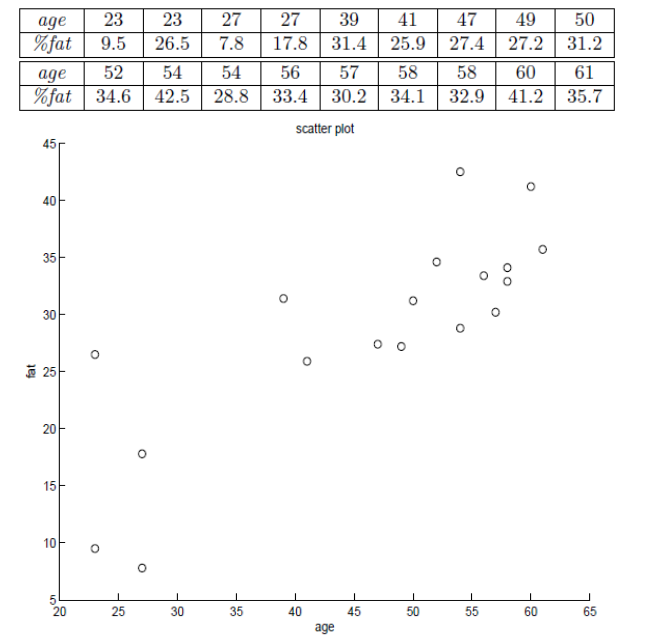 age 23 23 27 27 39 41 47 49 50
%fat 9.5 26.5 7.8 17.8 31.4 25.9 27.4 27.2 31.2
age 52 54 54 56 57 58 58 60 61
%fat 34.6 42.5 28.8 33.4 30.2 34.1 32.9 41.2 35.7
scatter plot
45
40
35
30
fat
25
20
15
10
5
20 25 30 35 40 45 50 55 60 65
age